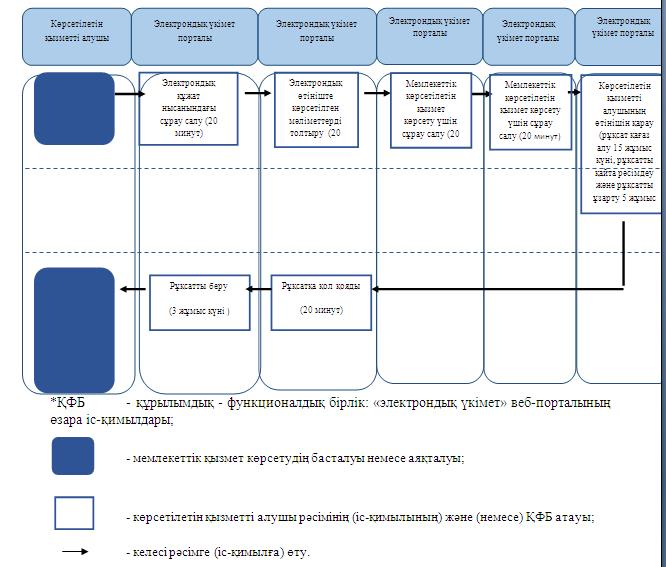 Көрсетілетін
қызметті алушы
Электрондық үкімет
порталы
Электрондық үкімет
порталы
Электрондық үкімет
порталы
Электрондық
үкімет порталы
Электрондық
үкімет порталы
Электрондық
құжат
нысанындағы
сұрау салу (20
минут)
Электрондық
өтініште
көрсетілген
мәліметтерді
толтыру (20
Мемлекеттік
көрсетілетін
қызмет
көрсету үшін
сұрау салу (20
Мемлекеттік
көрсетілетін
қызмет көрсету
үшін сұрау
салу (20 минут)
Көрсетілетін
қызметті
алушының
өтінішін қарау
(рұқсат қағаз
алу 15 жұмыс
күні, рұқсатты
қайта рәсімдеу
және рұқсатты
ұзарту 5 жұмыс
Рұқсатты беру
(3 жұмыс күні )
Рұқсатқа қол қояды
(20 минут)
*ҚФБ - құрылымдық - функционалдық бірлік: «электрондық үкімет» веб-порталының
өзара іс-қимылдары;
- мемлекеттік қызмет көрсетудің басталуы немесе аяқталуы;
- көрсетілетін қызметті алушы рәсімінің (іс-қимылының) және (немесе) ҚФБ атауы;
- келесі рәсімге (іс-қимылға) өту.